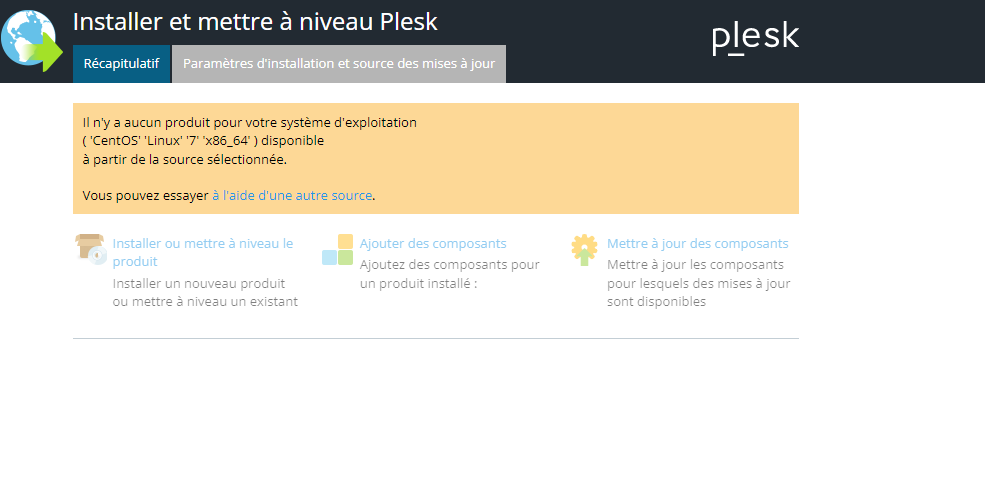 Installer et mettre à niveau Plesk
plesk
Récapitulatif
Paramètres d'installation et source des mises à jour
Il n'y a aucun produit pour votre système d'exploitation
( 'CentOS' 'Linux' '7' 'x86_64' ) disponible
à partir de la source sélectionnée.
Vous pouvez essayer à l'aide d'une autre source.
Installer ou mettre à niveau le
produit
Installer un nouveau produit
ou mettre à niveau un existant
Ajouter des composants
Ajoutez des composants pour
un produit installé :
Mettre à jour des composants
Mettre à jour les composants
pour lesquels des mises à jour
sont disponibles